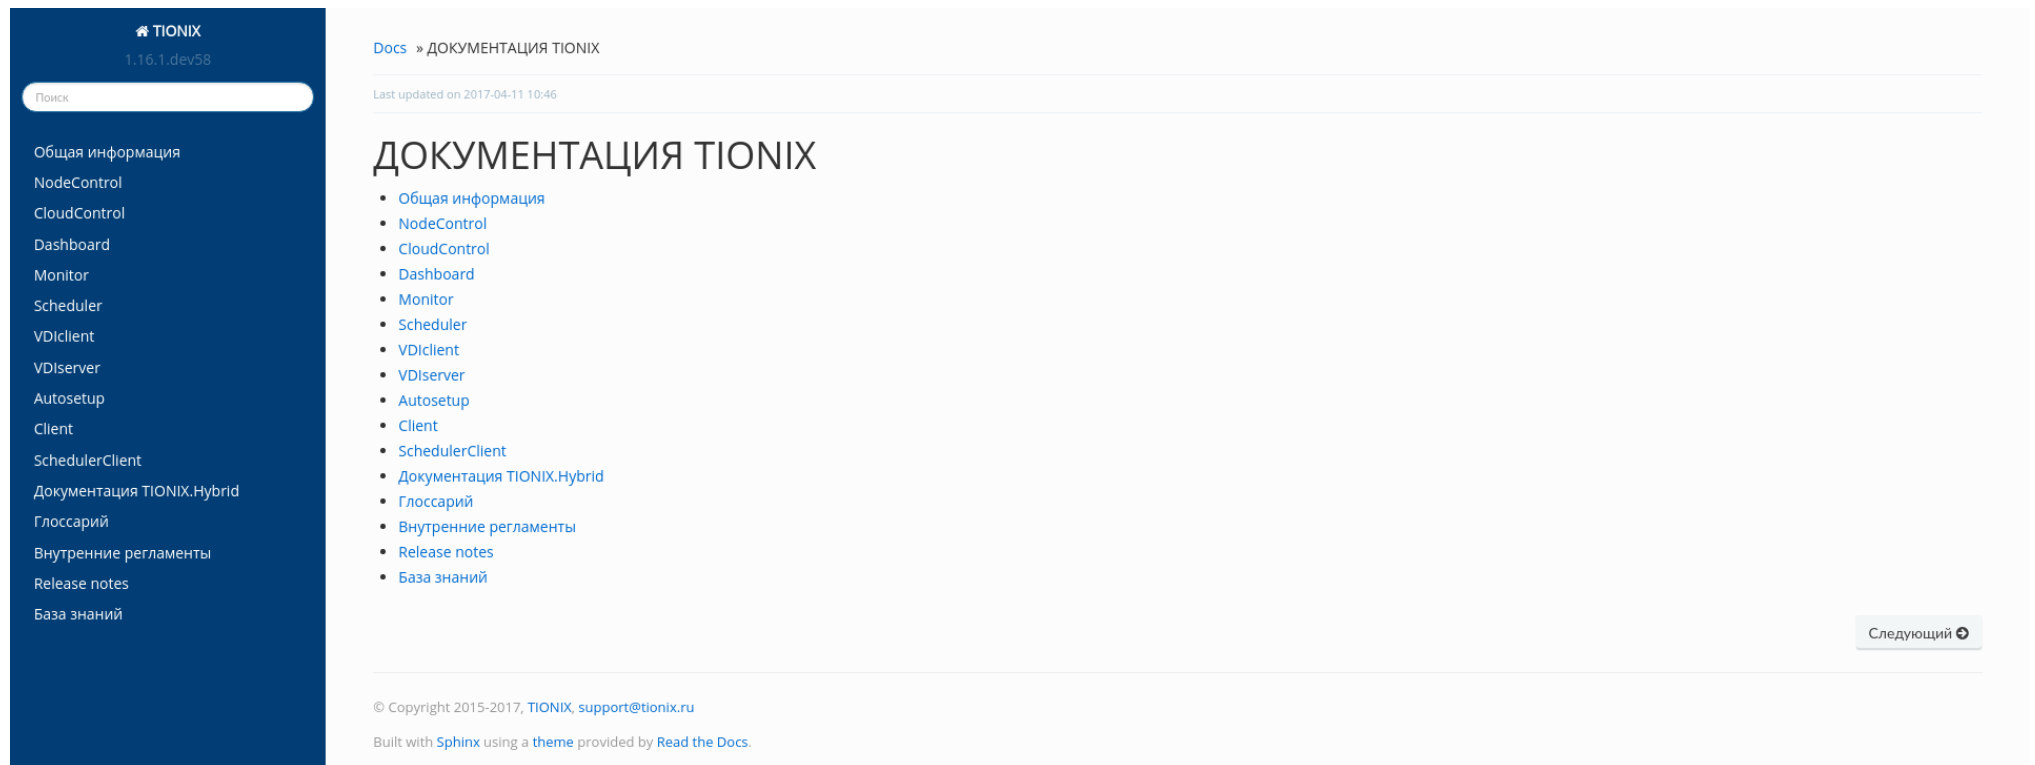 TIONIX
1.16.1.dev58
Поиск
Общая информация
NodeControl
CloudControl
Dashboard
Monitor
Scheduler
VDIclient
VDIserver
Autosetup
Client
SchedulerClient
Документация TIONIX.Hybrid
Глоссарий
Внутренние регламенты
Release notes
База знаний
Docs » ДОКУМЕНТАЦИЯ TIONIX
Last updated on 2017-04-11 10:46
ДОКУМЕНТАЦИЯ TIONIX
• Общая информация
• NodeControl
• CloudControl
• Dashboard
• Monitor
• Scheduler
• VDIclient
• VDIserver
• Autosetup
• Client
• SchedulerClient
• Документация TIONIX.Hybrid
• Глоссарий
• Внутренние регламенты
• Release notes
• База знаний
Следующий
© Copyright 2015-2017, TIONIX, support@tionix.ru
Built with Sphinx using a theme provided by Read the Docs.